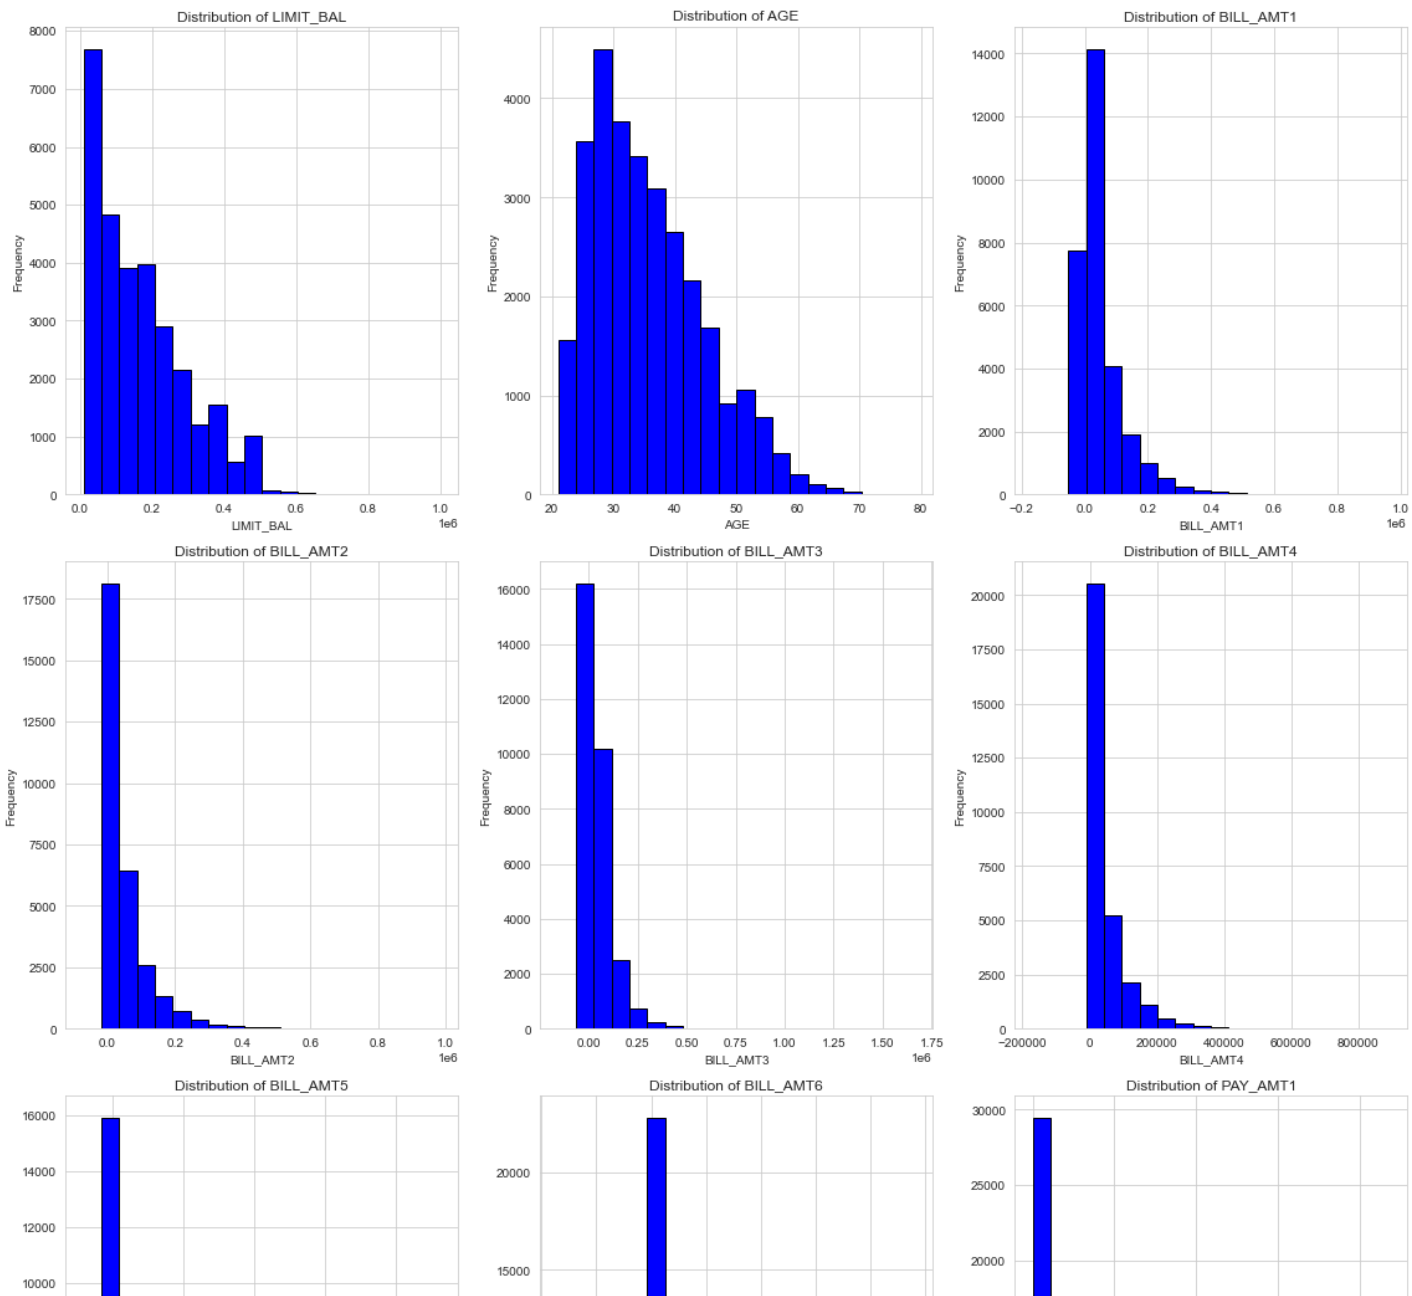 Distribution of LIMIT_BAL
8000
7000
6000
5000
4000
3000
2000
1000
0
Frequency
0.0 0.2 0.4 0.6 0.8 1.0
1e6
LIMIT_BAL
Distribution of AGE
4000
3000
2000
1000
0
Frequency
20 30 40 50 60 70 80
AGE
Distribution of BILL_AMT1
14000
12000
10000
8000
6000
4000
2000
0
Frequency
−0.2 0.0 0.2 0.4 0.6 0.8 1.0
1e6
BILL_AMT1
Distribution of BILL_AMT2
17500
15000
12500
10000
7500
5000
2500
0
Frequency
0.0 0.2 0.4 0.6 0.8 1.0
1e6
BILL_AMT2
Distribution of BILL_AMT3
16000
14000
12000
10000
8000
6000
4000
2000
0
Frequency
0.00 0.25 0.50 0.75 1.00 1.25 1.50 1.75
1e6
BILL_AMT3
Distribution of BILL_AMT4
20000
17500
15000
12500
10000
7500
5000
2500
0
Frequency
−200000 0 200000 400000 600000 800000
BILL_AMT4
Distribution of BILL_AMT5
16000
14000
12000
10000
Distribution of BILL_AMT6
20000
15000
Distribution of PAY_AMT1
30000
25000
20000